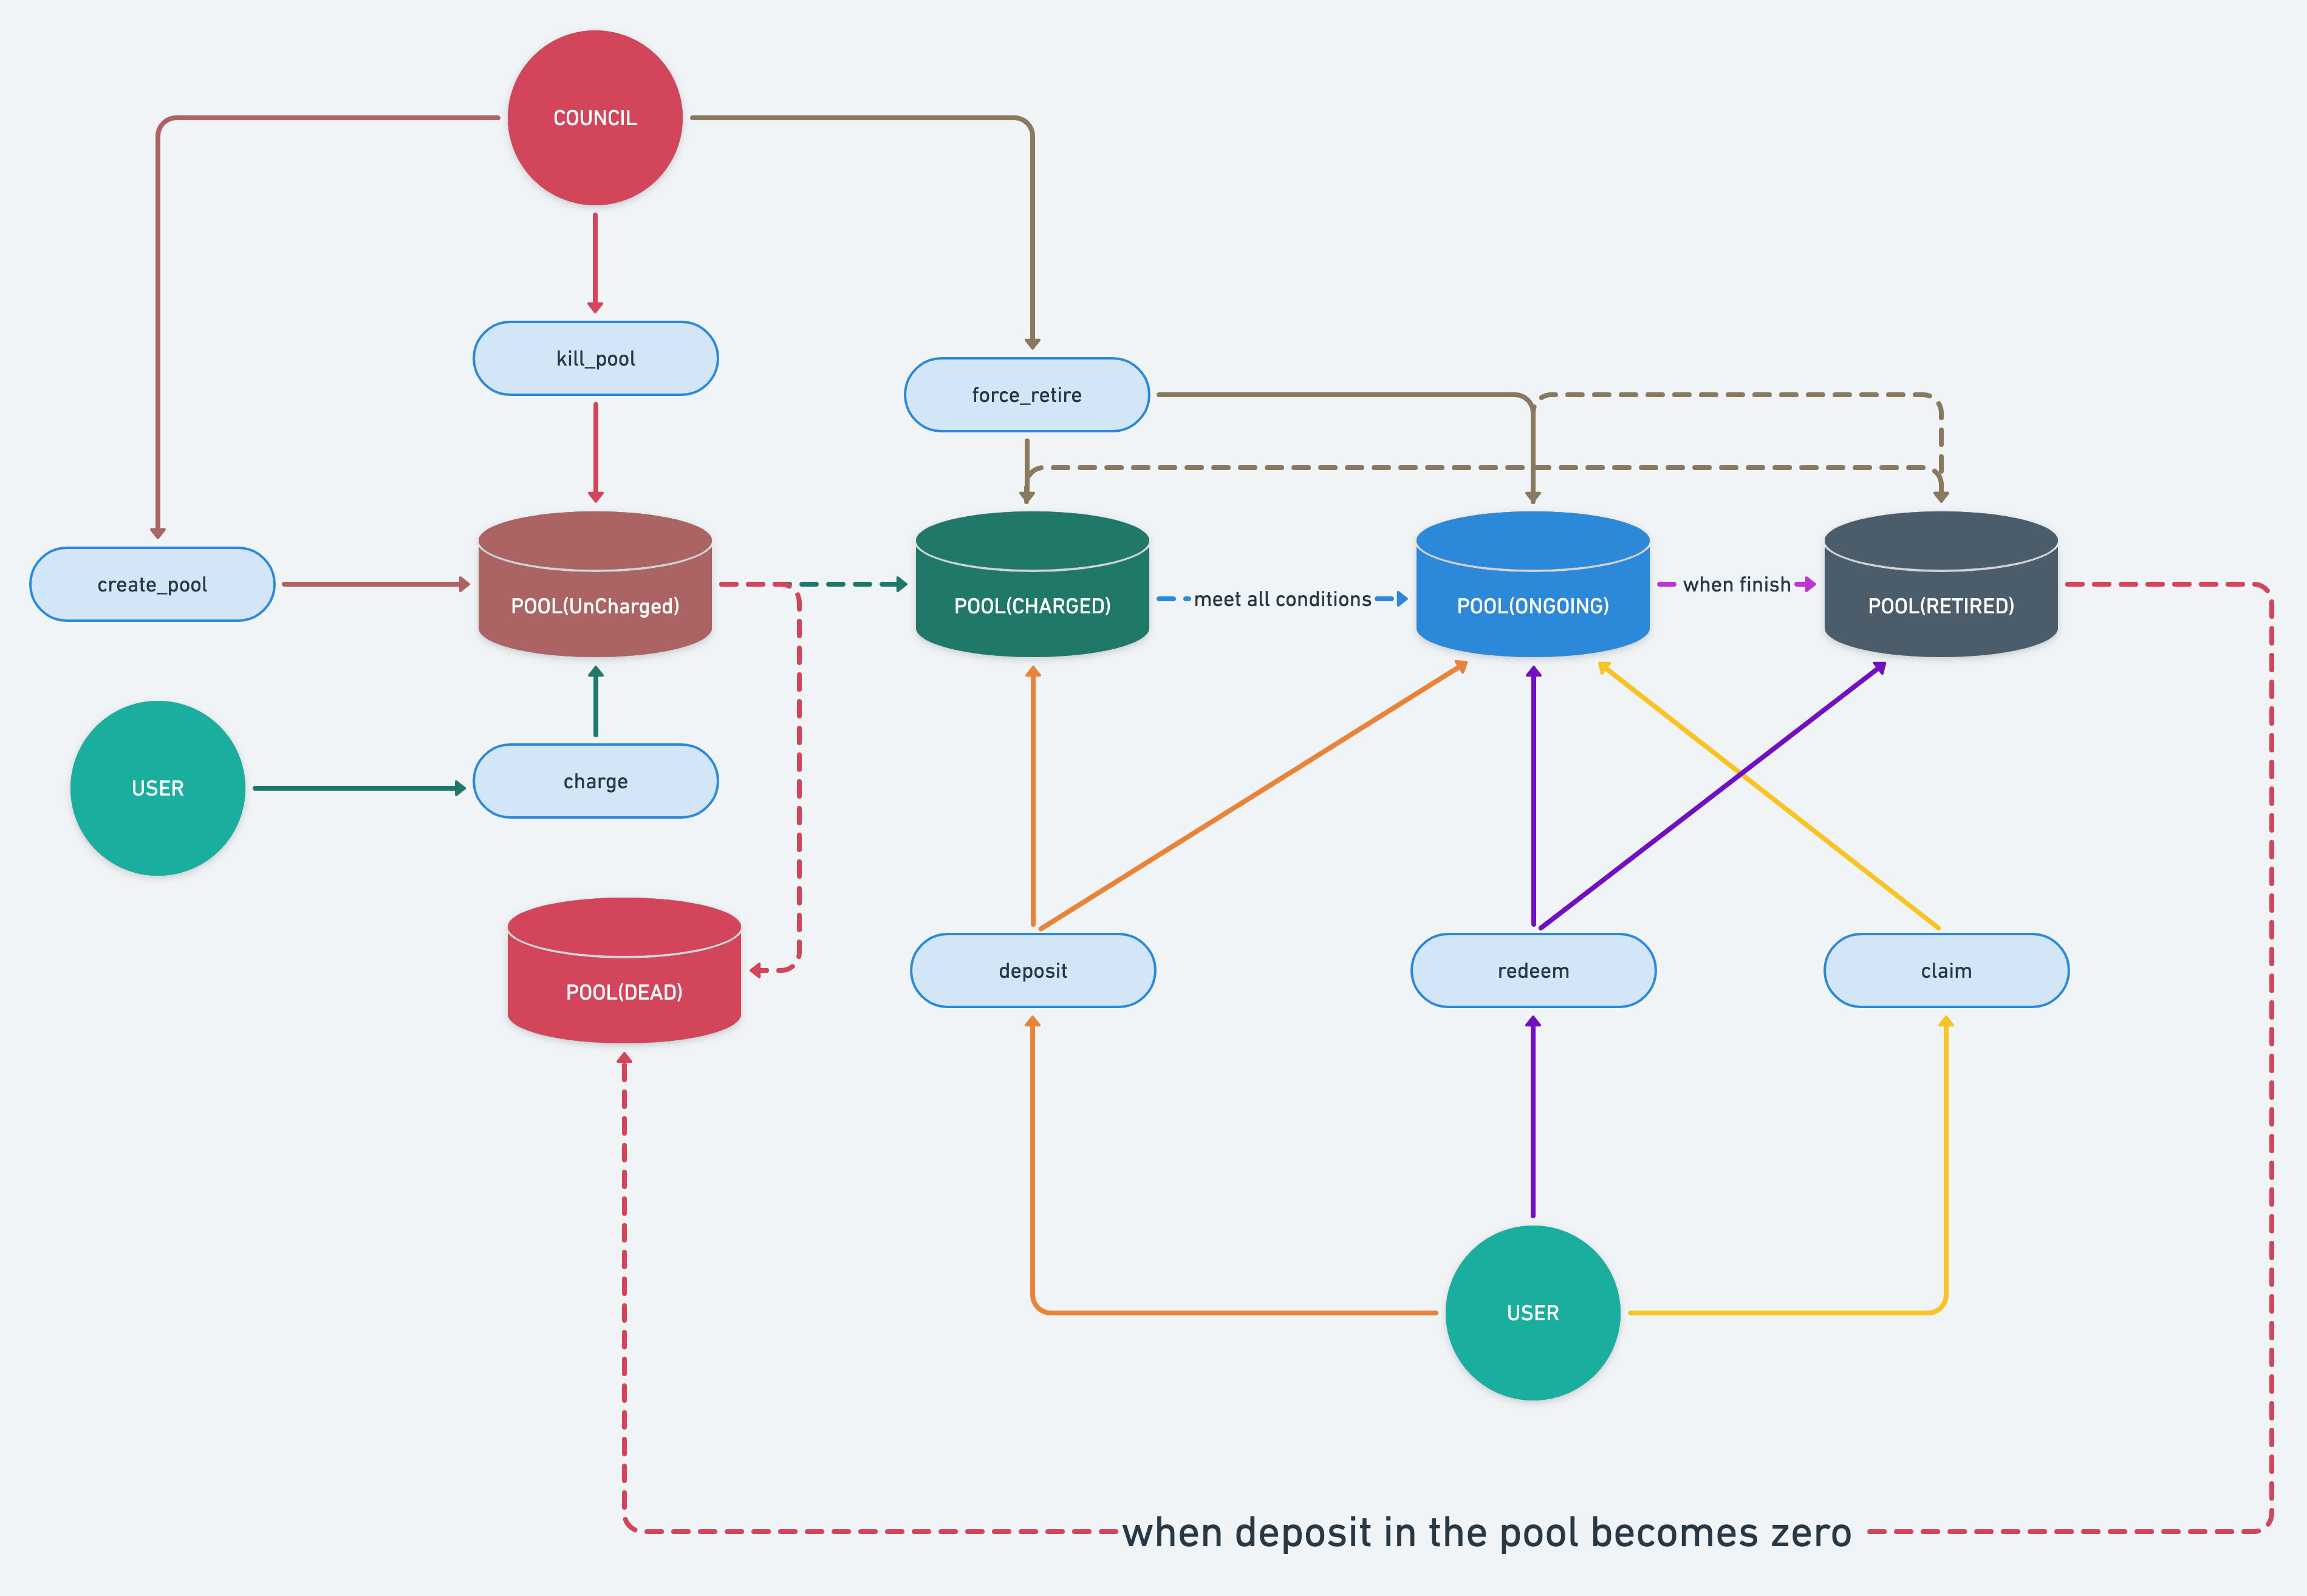 COUNCIL
kill_pool
force_retire
create_pool
POOL(UnCharged)
POOL(CHARGED)
meet all conditions
POOL(ONGOING)
when finish
POOL(RETIRED)
USER
charge
POOL(DEAD)
deposit
redeem
claim
USER
when deposit in the pool becomes zero